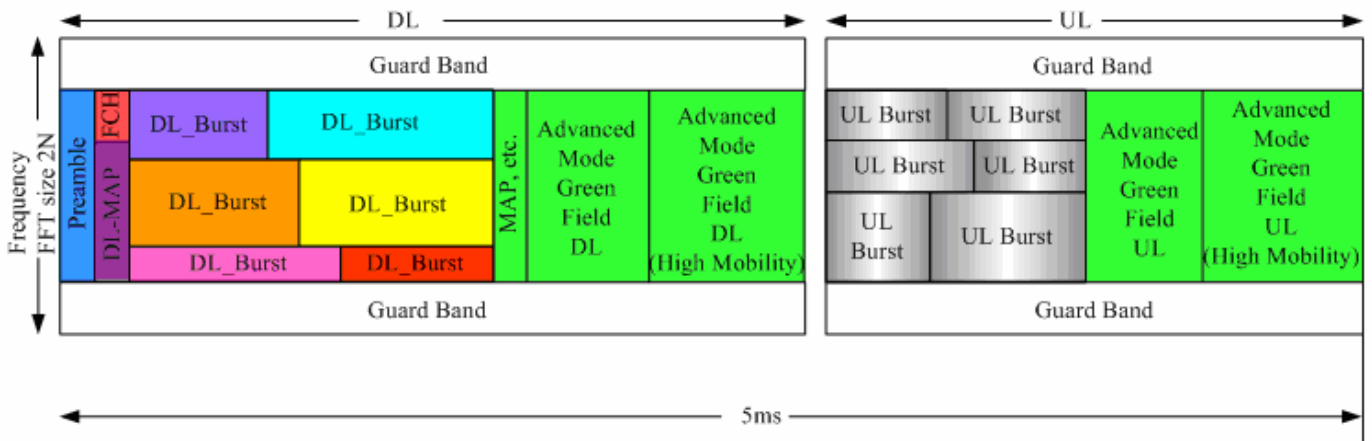 DL
UL
Guard Band
Guard Band
Frequency
FFT size 2N
Preamble
FCH
DL-MAP
DL_Burst
DL_Burst
DL_Burst
DL_Burst
DL_Burst
DL_Burst
MAP, etc.
Advanced
Mode
Green
Field
DL
Advanced
Mode
Green
Field
DL
(High Mobility)
UL Burst
UL Burst
UL Burst
UL Burst
UL
Burst
UL Burst
Advanced
Mode
Green
Field
UL
Advanced
Mode
Green
Field
UL
(High Mobility)
Guard Band
Guard Band
5ms